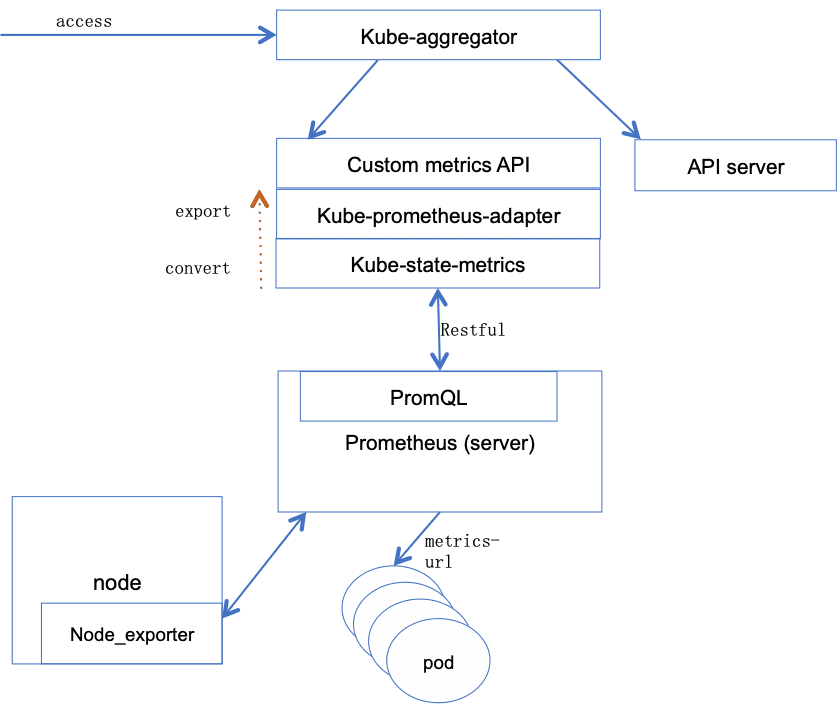 access
Kube-aggregator
Custom metrics API
API server
export
Kube-prometheus-adapter
convert
Kube-state-metrics
Restful
PromQL
Prometheus (server)
metrics-
url
node
Node_exporter
pod